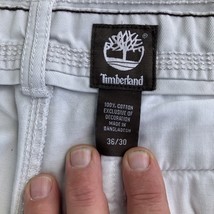 Timberland
100% COTTON
EXCLUSIVE OF
DECORATION
MADE IN
BANGLADESH
36/30